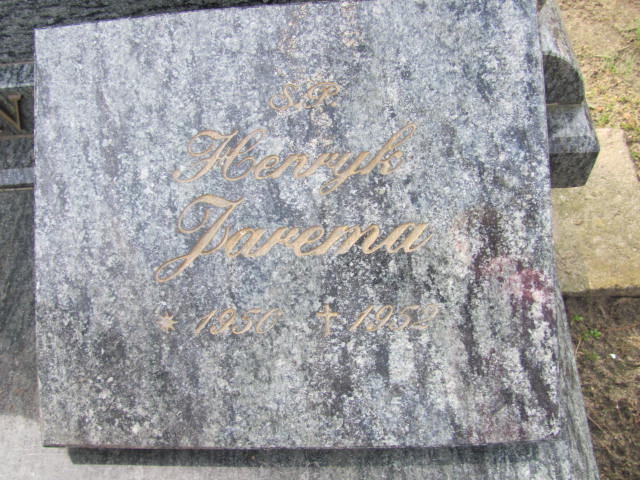 Ś.P.
Henryk
Jarema
* 1950 † 1952